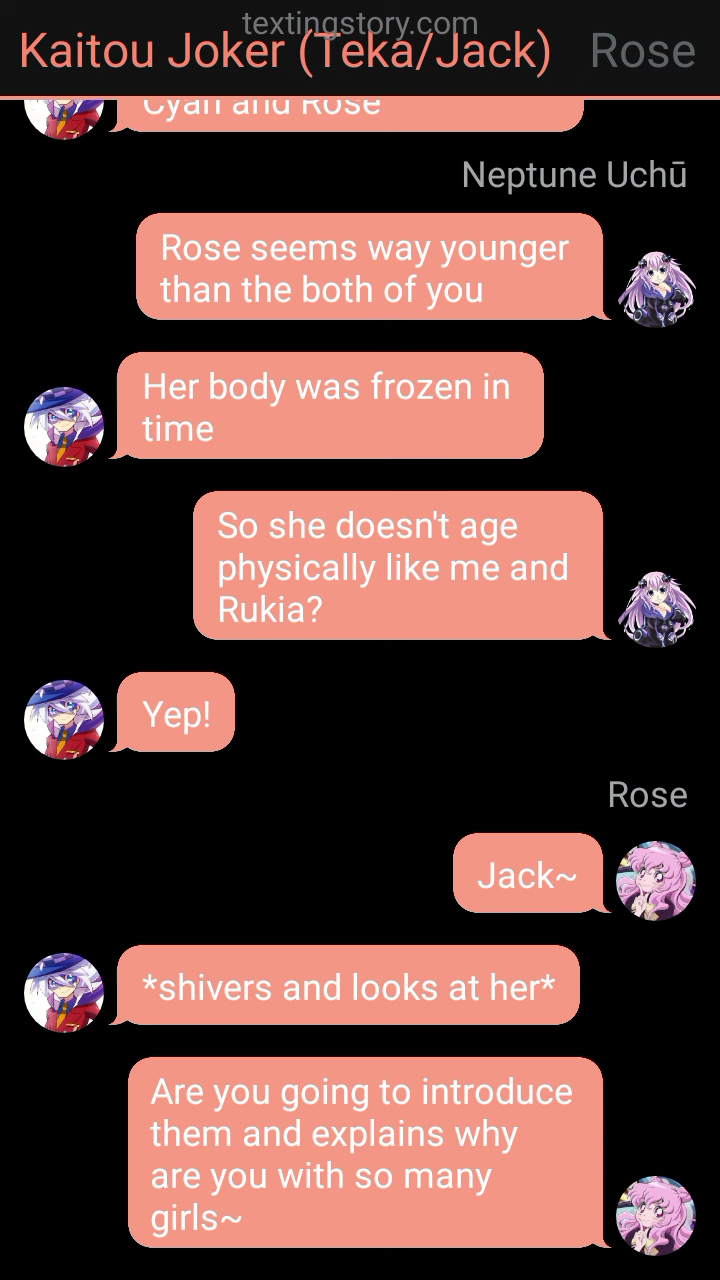 textingstory.com
Kaitou Joker (Teka/Jack) Rose
Cyan and Rose
Neptune Uchū
Rose seems way younger
than the both of you
Her body was frozen in
time
So she doesn't age
physically like me and
Rukia?
Yep!
Rose
Jack~
*shivers and looks at her*
Are you going to introduce
them and explains why
are you with so many
girls~